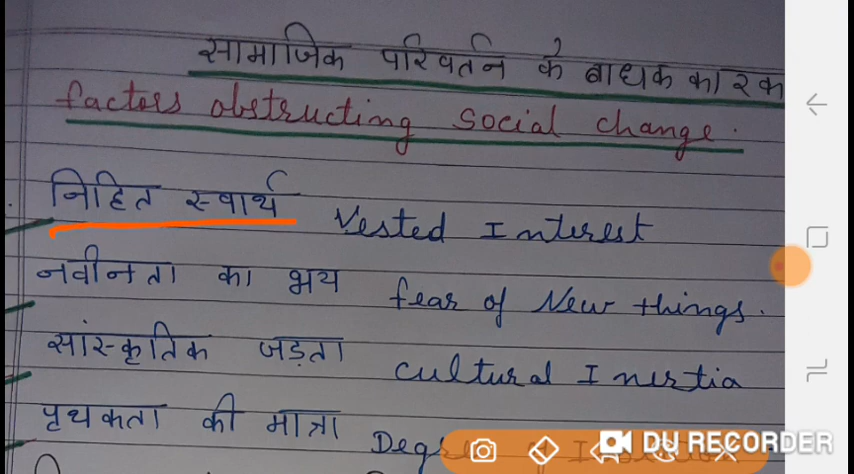 सामाजिक परिवर्तन के बाधक कारक
factors obstructing social change.
निहित स्वार्थ Vested Interest
नवीनता का भय fear of New things.
सांस्कृतिक जड़ता cultural Inertia
पृथकता की मात्रा Degree
DU RECORDER